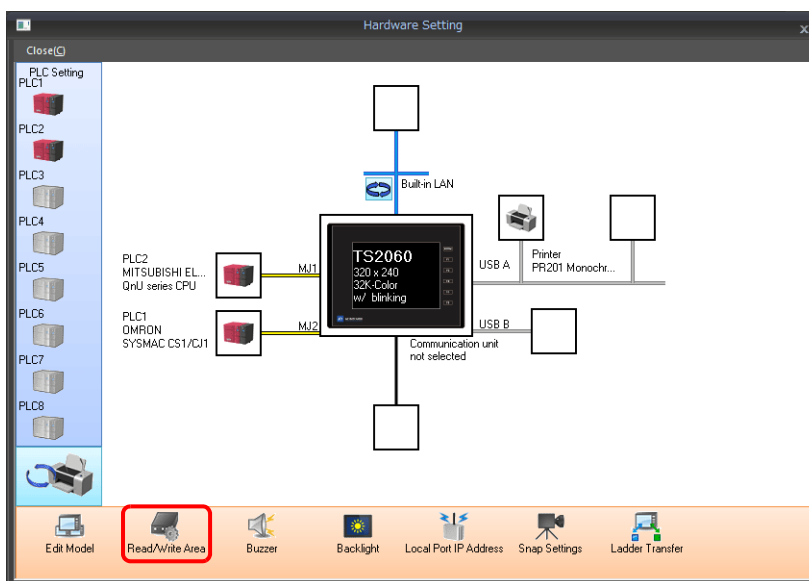 Hardware Setting
x
Close(C)
PLC Setting
PLC1
PLC2
PLC3
PLC4
PLC5
PLC6
PLC7
PLC8
Built-in LAN
PLC2
MITSUBISHI EL...
QnU series CPU
MJ1
PLC1
OMRON
SYSMAC CS1/CJ1
MJ2
TS2060
320 x 240
32K-Color
w/ blinking
USB A
Printer
PR201 Monochr...
USB B
Communication unit
not selected
Edit Model
Read/Write Area
Buzzer
Backlight
Local Port IP Address
Snap Settings
Ladder Transfer